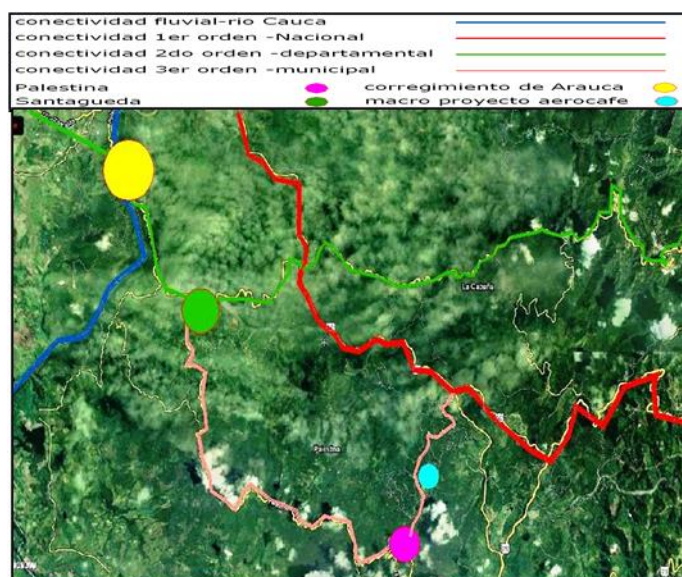 conectividad fluvial-rio Cauca
conectividad 1er orden -Nacional
conectividad 2do orden -departamental
conectividad 3er orden -municipal
Palestina corregimiento de Arauca
Santagueda macro proyecto aerocafe
La Cabaña
Palestina